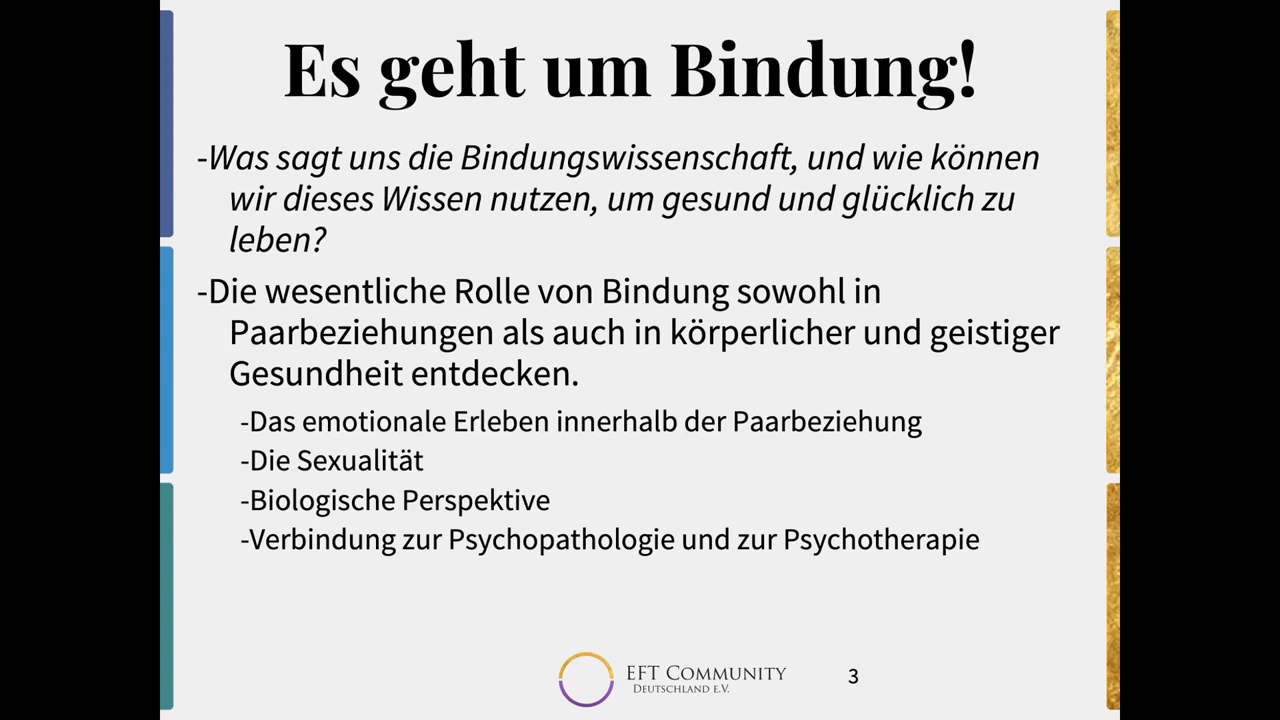 Es geht um Bindung!
-Was sagt uns die Bindungswissenschaft, und wie können
wir dieses Wissen nutzen, um gesund und glücklich zu
leben?
-Die wesentliche Rolle von Bindung sowohl in
Paarbeziehungen als auch in körperlicher und geistiger
Gesundheit entdecken.
-Das emotionale Erleben innerhalb der Paarbeziehung
-Die Sexualität
-Biologische Perspektive
-Verbindung zur Psychopathologie und zur Psychotherapie
EFT Community
Deutschland e.V.
3